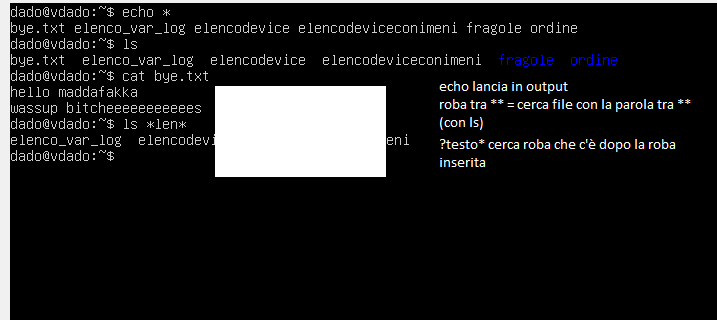 dado@vdado:~$ echo *
bye.txt elenco_var_log elencodevice elencodeviceconimeni fragole ordine
dado@vdado:~$ ls
bye.txt  elenco_var_log  elencodevice  elencodeviceconimeni  fragole  ordine
dado@vdado:~$ cat bye.txt
hello maddafakka
wassup bitcheeeeeeeeeees
dado@vdado:~$ ls *len*
elenco_var_log  elencodevi eni
dado@vdado:~$
echo lancia in output
roba tra ** = cerca file con la parola tra **
(con ls)
?testo* cerca roba che c'è dopo la roba
inserita